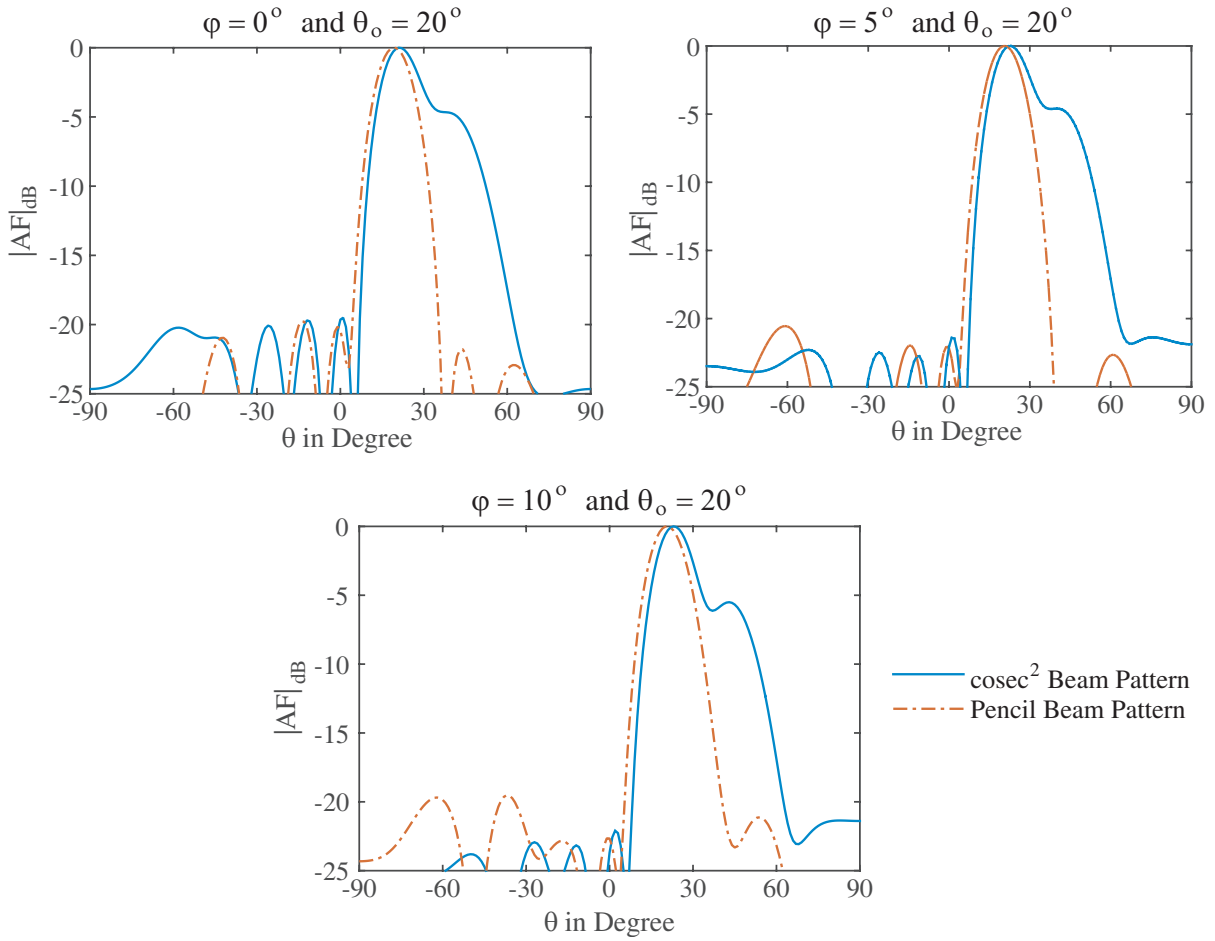 φ = 0° and θₒ = 20°
0
-5
-10
-15
-20
-25
|AF|dB
-90 -60 -30 0 30 60 90
θ in Degree
φ = 5° and θₒ = 20°
0
-5
-10
-15
-20
-25
|AF|dB
-90 -60 -30 0 30 60 90
θ in Degree
φ = 10° and θₒ = 20°
0
-5
-10
-15
-20
-25
|AF|dB
-90 -60 -30 0 30 60 90
θ in Degree
cosec² Beam Pattern
Pencil Beam Pattern